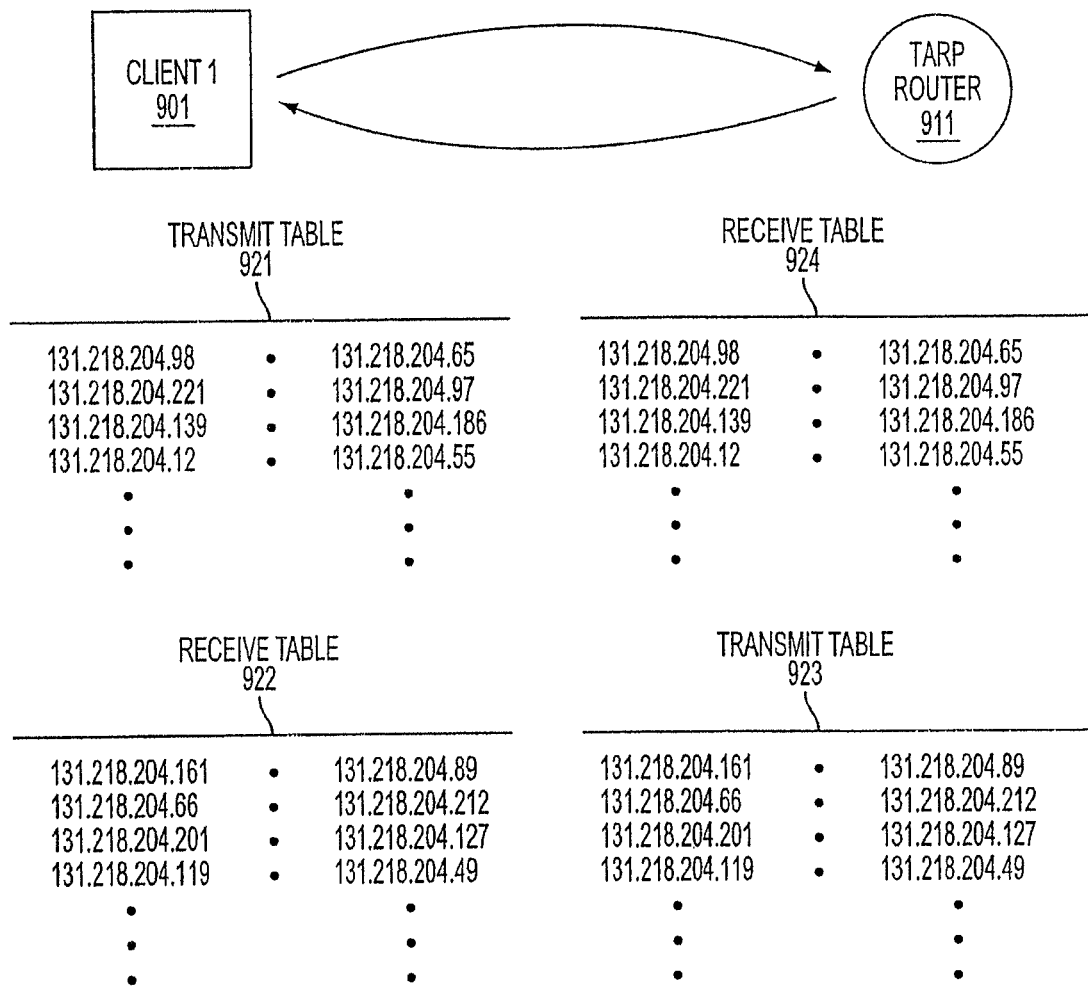 CLIENT 1
901
TARP
ROUTER
911
TRANSMIT TABLE
921
131.218.204.98 • 131.218.204.65
131.218.204.221 • 131.218.204.97
131.218.204.139 • 131.218.204.186
131.218.204.12 • 131.218.204.55
RECEIVE TABLE
924
131.218.204.98 • 131.218.204.65
131.218.204.221 • 131.218.204.97
131.218.204.139 • 131.218.204.186
131.218.204.12 • 131.218.204.55
RECEIVE TABLE
922
131.218.204.161 • 131.218.204.89
131.218.204.66 • 131.218.204.212
131.218.204.201 • 131.218.204.127
131.218.204.119 • 131.218.204.49
TRANSMIT TABLE
923
131.218.204.161 • 131.218.204.89
131.218.204.66 • 131.218.204.212
131.218.204.201 • 131.218.204.127
131.218.204.119 • 131.218.204.49